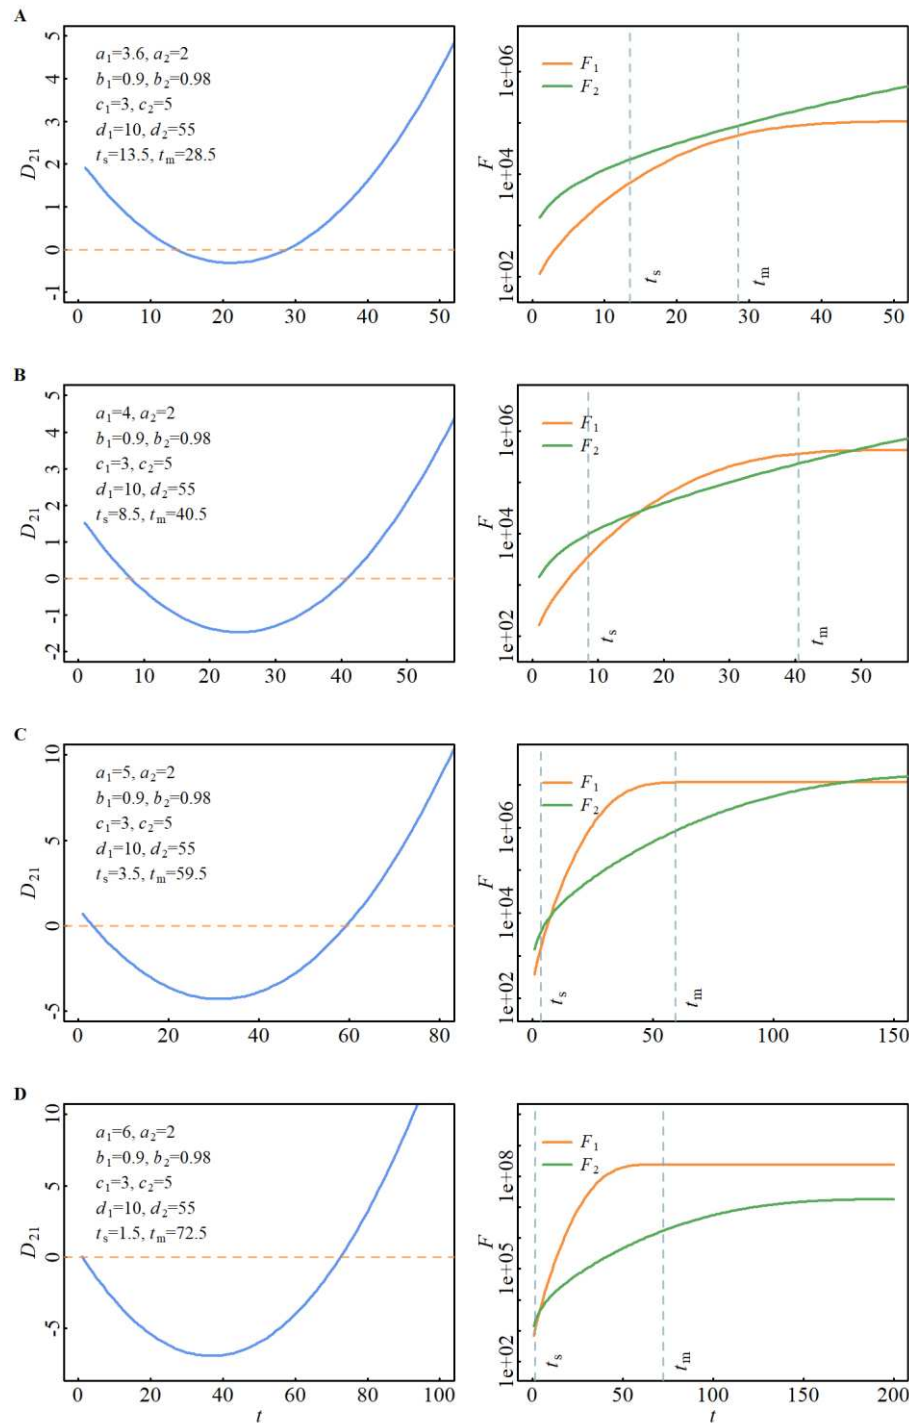 A
a1=3.6, a2=2
b1=0.9, b2=0.98
c1=3, c2=5
d1=10, d2=55
ts=13.5, tm=28.5
D21
5
4
3
2
1
0
-1
0 10 20 30 40 50
F1
F2
F
1e+06
1e+04
1e+02
ts
tm
0 10 20 30 40 50
B
a1=4, a2=2
b1=0.9, b2=0.98
c1=3, c2=5
d1=10, d2=55
ts=8.5, tm=40.5
D21
5
4
3
2
1
0
-1
-2
0 10 20 30 40 50
F1
F2
F
1e+06
1e+04
1e+02
ts
tm
0 10 20 30 40 50
C
a1=5, a2=2
b1=0.9, b2=0.98
c1=3, c2=5
d1=10, d2=55
ts=3.5, tm=59.5
D21
10
5
0
-5
0 20 40 60 80
F1
F2
F
1e+06
1e+04
1e+02
ts
tm
0 50 100 150
D
a1=6, a2=2
b1=0.9, b2=0.98
c1=3, c2=5
d1=10, d2=55
ts=1.5, tm=72.5
D21
10
5
0
-5
0 20 40 60 80 100
t
F1
F2
F
1e+08
1e+05
1e+02
ts
tm
0 50 100 150 200
t